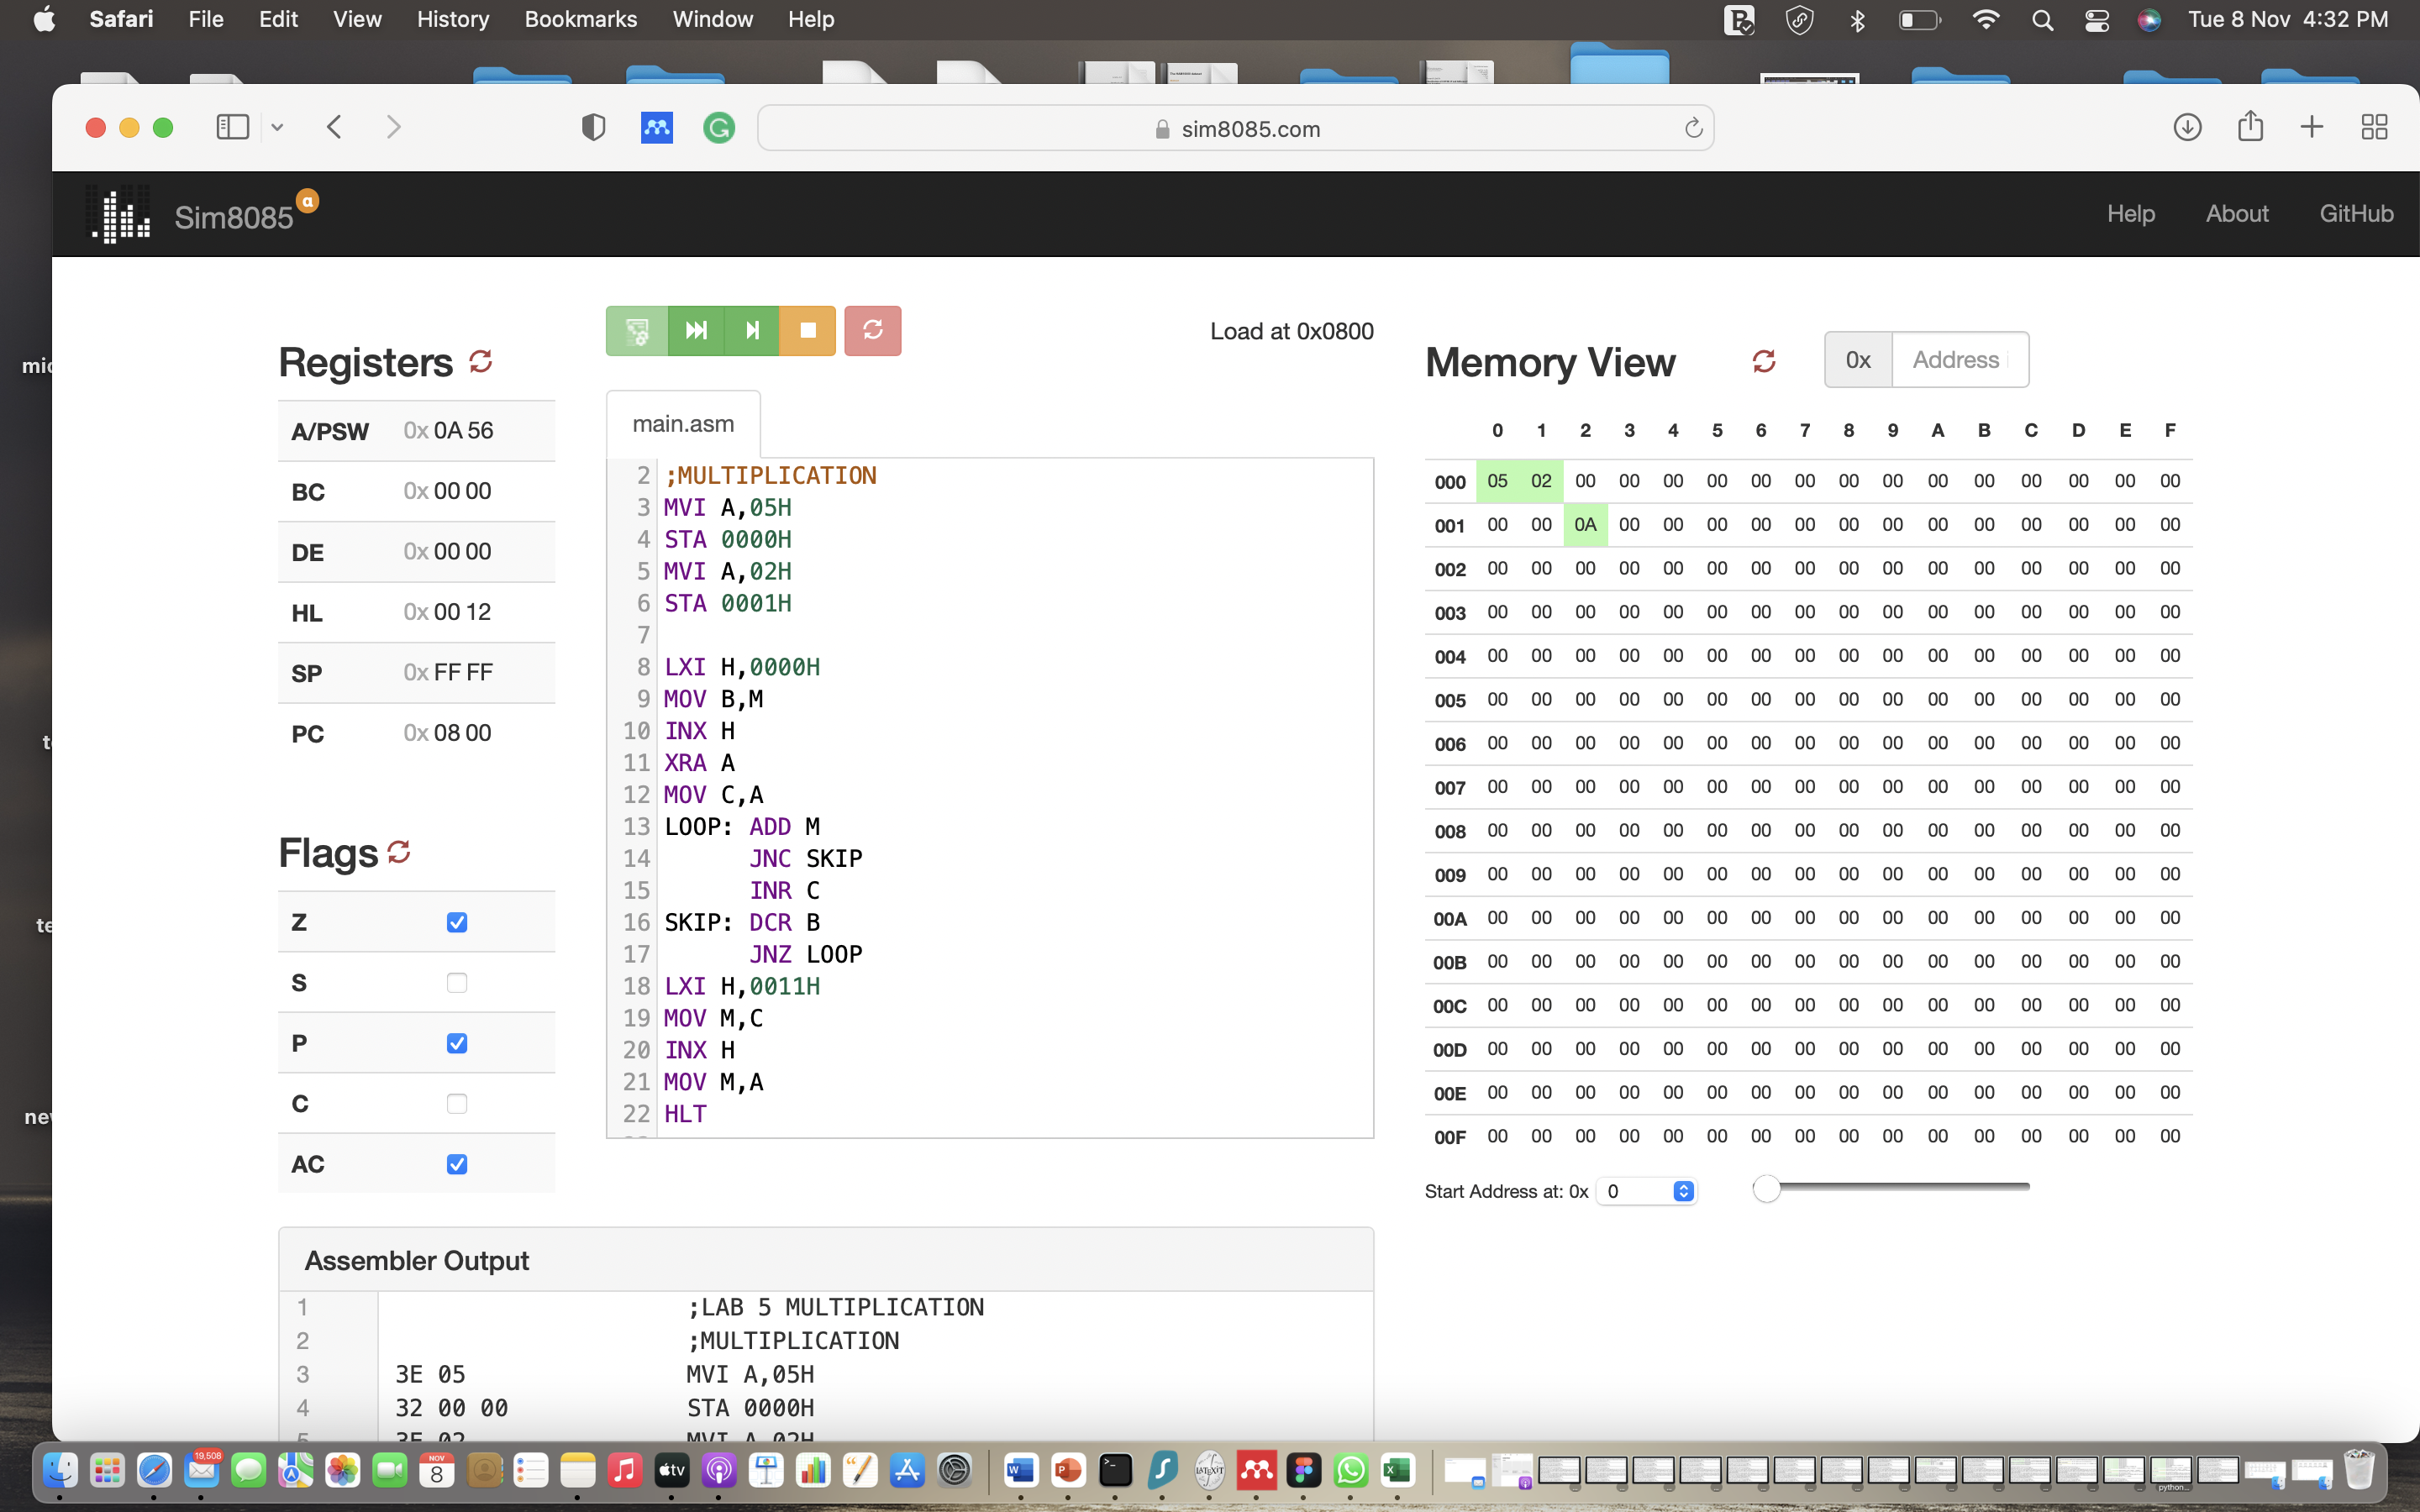 Safari File Edit View History Bookmarks Window Help Tue 8 Nov 4:32 PM
sim8085.com
Sim8085 α Help About GitHub
Load at 0x0800
Registers
A/PSW 0x 0A 56
BC 0x 00 00
DE 0x 00 00
HL 0x 00 12
SP 0x FF FF
PC 0x 08 00
Flags
Z
S
P
C
AC
main.asm
2 ;MULTIPLICATION
3 MVI A,05H
4 STA 0000H
5 MVI A,02H
6 STA 0001H
7
8 LXI H,0000H
9 MOV B,M
10 INX H
11 XRA A
12 MOV C,A
13 LOOP: ADD M
14 JNC SKIP
15 INR C
16 SKIP: DCR B
17 JNZ LOOP
18 LXI H,0011H
19 MOV M,C
20 INX H
21 MOV M,A
22 HLT
Memory View 0x Address
0 1 2 3 4 5 6 7 8 9 A B C D E F
000 05 02 00 00 00 00 00 00 00 00 00 00 00 00 00 00
001 00 00 0A 00 00 00 00 00 00 00 00 00 00 00 00 00
002 00 00 00 00 00 00 00 00 00 00 00 00 00 00 00 00
003 00 00 00 00 00 00 00 00 00 00 00 00 00 00 00 00
004 00 00 00 00 00 00 00 00 00 00 00 00 00 00 00 00
005 00 00 00 00 00 00 00 00 00 00 00 00 00 00 00 00
006 00 00 00 00 00 00 00 00 00 00 00 00 00 00 00 00
007 00 00 00 00 00 00 00 00 00 00 00 00 00 00 00 00
008 00 00 00 00 00 00 00 00 00 00 00 00 00 00 00 00
009 00 00 00 00 00 00 00 00 00 00 00 00 00 00 00 00
00A 00 00 00 00 00 00 00 00 00 00 00 00 00 00 00 00
00B 00 00 00 00 00 00 00 00 00 00 00 00 00 00 00 00
00C 00 00 00 00 00 00 00 00 00 00 00 00 00 00 00 00
00D 00 00 00 00 00 00 00 00 00 00 00 00 00 00 00 00
00E 00 00 00 00 00 00 00 00 00 00 00 00 00 00 00 00
00F 00 00 00 00 00 00 00 00 00 00 00 00 00 00 00 00
Start Address at: 0x 0
Assembler Output
1 ;LAB 5 MULTIPLICATION
2 ;MULTIPLICATION
3 3E 05 MVI A,05H
4 32 00 00 STA 0000H
5 3E 02 MVI A,02H
19,508
NOV
8
tv
python...